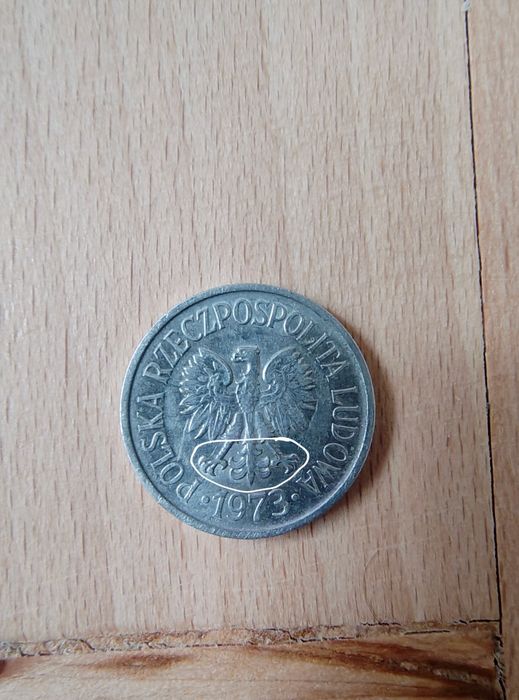 POLSKA RZECZPOSPOLITA LUDOWA
· 1973 ·